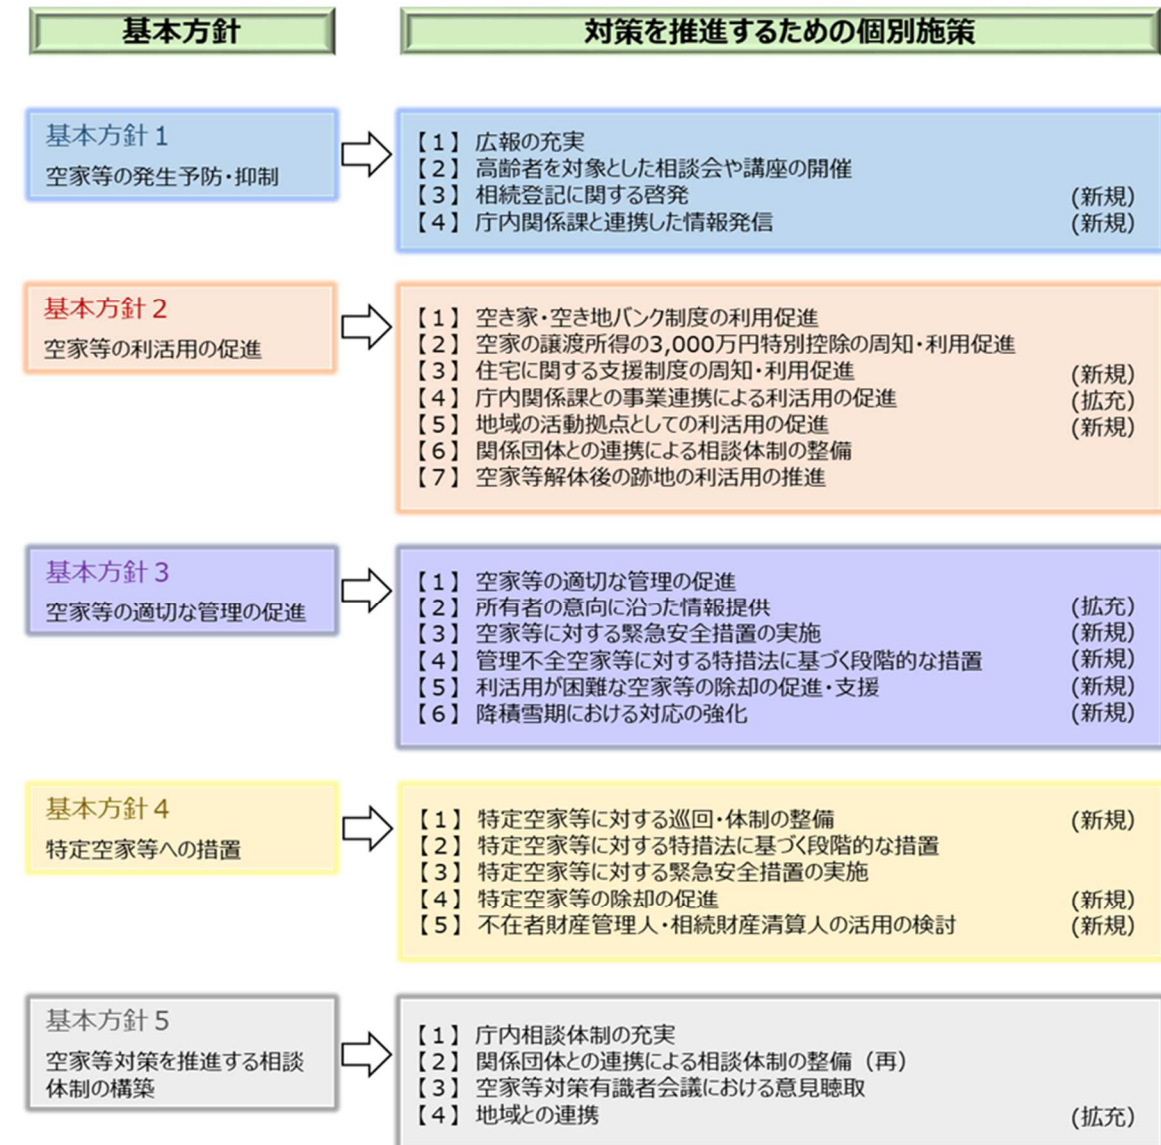 基本方針
対策を推進するための個別施策
基本方針1
空家等の発生予防・抑制
【1】 広報の充実
【2】 高齢者を対象とした相談会や講座の開催
【3】 相続登記に関する啓発 (新規)
【4】 庁内関係課と連携した情報発信 (新規)
基本方針2
空家等の利活用の促進
【1】 空き家・空き地バンク制度の利用促進
【2】 空家の譲渡所得の3,000万円特別控除の周知・利用促進
【3】 住宅に関する支援制度の周知・利用促進 (新規)
【4】 庁内関係課との事業連携による利活用の促進 (拡充)
【5】 地域の活動拠点としての利活用の促進 (新規)
【6】 関係団体との連携による相談体制の整備
【7】 空家等解体後の跡地の利活用の推進
基本方針3
空家等の適切な管理の促進
【1】 空家等の適切な管理の促進
【2】 所有者の意向に沿った情報提供 (拡充)
【3】 空家等に対する緊急安全措置の実施 (新規)
【4】 管理不全空家等に対する特措法に基づく段階的な措置 (新規)
【5】 利活用が困難な空家等の除却の促進・支援 (新規)
【6】 降積雪期における対応の強化 (新規)
基本方針4
特定空家等への措置
【1】 特定空家等に対する巡回・体制の整備 (新規)
【2】 特定空家等に対する特措法に基づく段階的な措置
【3】 特定空家等に対する緊急安全措置の実施
【4】 特定空家等の除却の促進 (新規)
【5】 不在者財産管理人・相続財産清算人の活用の検討 (新規)
基本方針5
空家等対策を推進する相談
体制の構築
【1】 庁内相談体制の充実
【2】 関係団体との連携による相談体制の整備（再）
【3】 空家等対策有識者会議における意見聴取
【4】 地域との連携 (拡充)